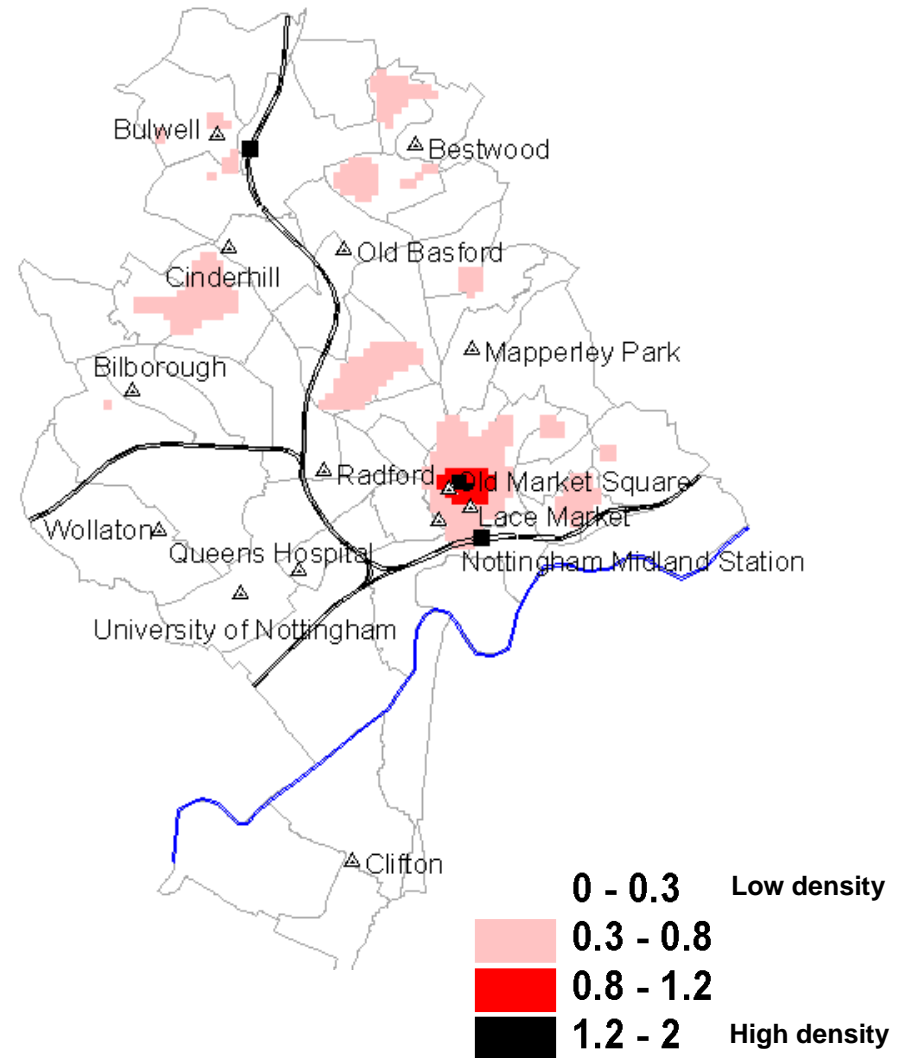 Bulwell
Bestwood
Old Basford
Cinderhill
Mapperley Park
Bilborough
Radford
Old Market Square
Lace Market
Wollaton
Queens Hospital
Nottingham Midland Station
University of Nottingham
Clifton
0 - 0.3 Low density
0.3 - 0.8
0.8 - 1.2
1.2 - 2 High density